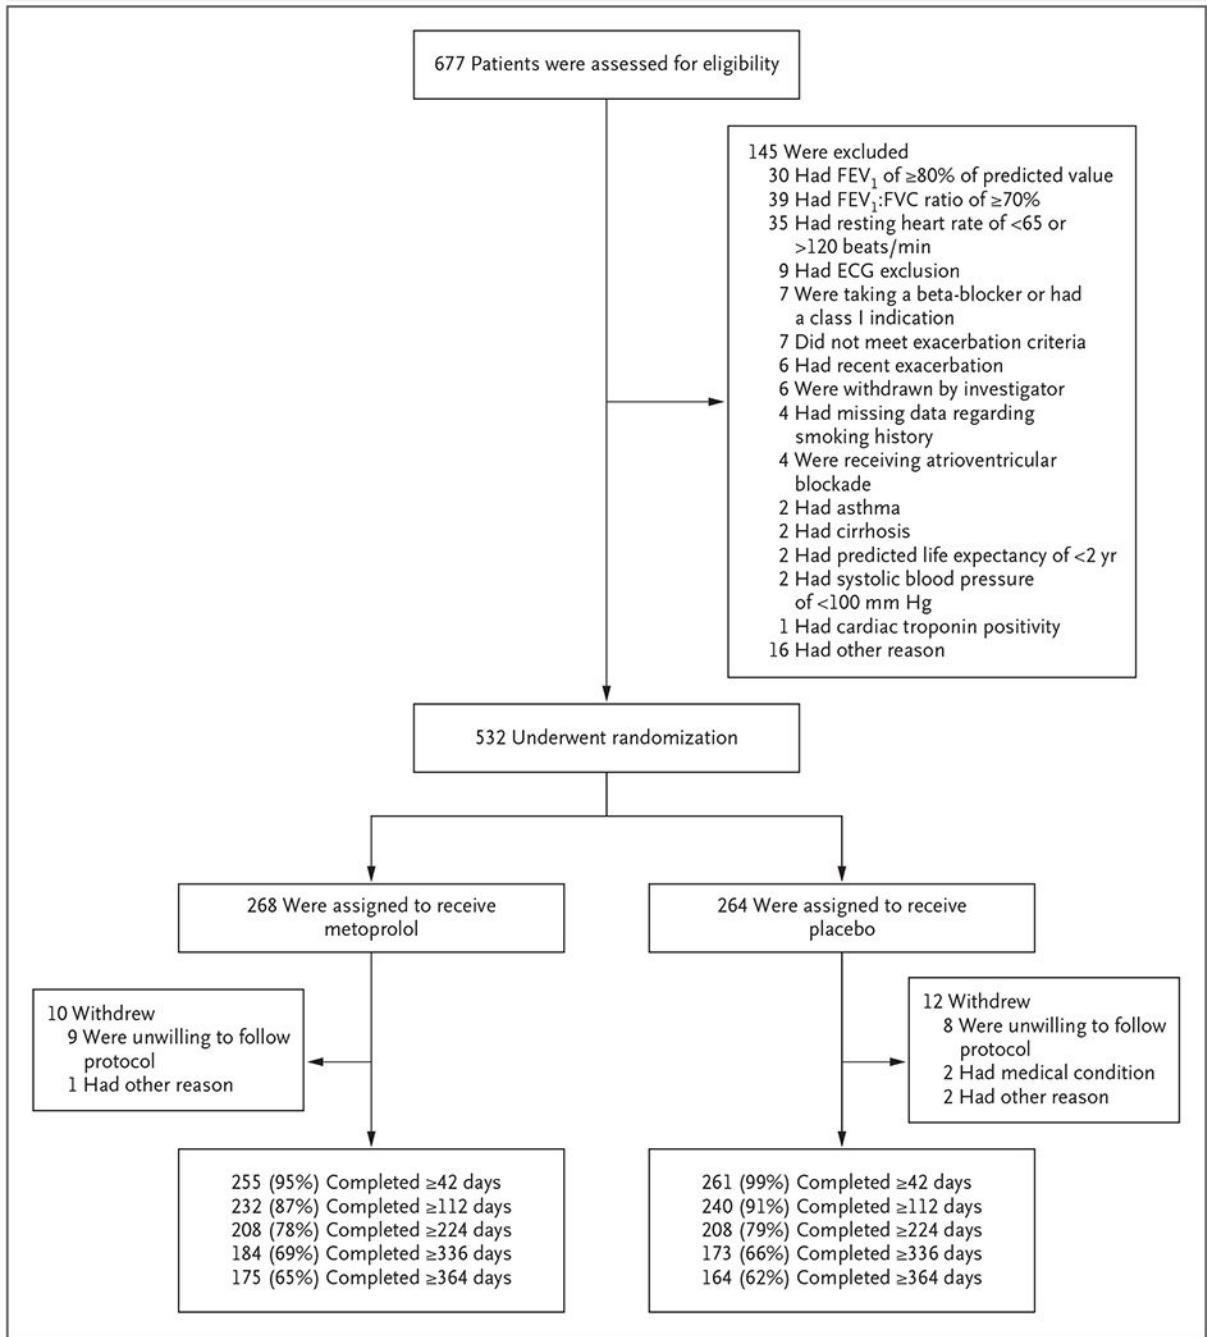 677 Patients were assessed for eligibility
145 Were excluded
30 Had FEV₁ of ≥80% of predicted value
39 Had FEV₁:FVC ratio of ≥70%
35 Had resting heart rate of <65 or
>120 beats/min
9 Had ECG exclusion
7 Were taking a beta-blocker or had
a class I indication
7 Did not meet exacerbation criteria
6 Had recent exacerbation
6 Were withdrawn by investigator
4 Had missing data regarding
smoking history
4 Were receiving atrioventricular
blockade
2 Had asthma
2 Had cirrhosis
2 Had predicted life expectancy of <2 yr
2 Had systolic blood pressure
of <100 mm Hg
1 Had cardiac troponin positivity
16 Had other reason
532 Underwent randomization
268 Were assigned to receive
metoprolol
264 Were assigned to receive
placebo
10 Withdrew
9 Were unwilling to follow
protocol
1 Had other reason
12 Withdrew
8 Were unwilling to follow
protocol
2 Had medical condition
2 Had other reason
255 (95%) Completed ≥42 days
232 (87%) Completed ≥112 days
208 (78%) Completed ≥224 days
184 (69%) Completed ≥336 days
175 (65%) Completed ≥364 days
261 (99%) Completed ≥42 days
240 (91%) Completed ≥112 days
208 (79%) Completed ≥224 days
173 (66%) Completed ≥336 days
164 (62%) Completed ≥364 days